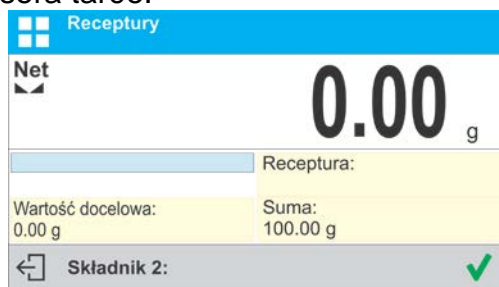 Receptury
Net
0.00 g
Receptura:
Wartość docelowa:
0.00 g
Suma:
100.00 g
Składnik 2: